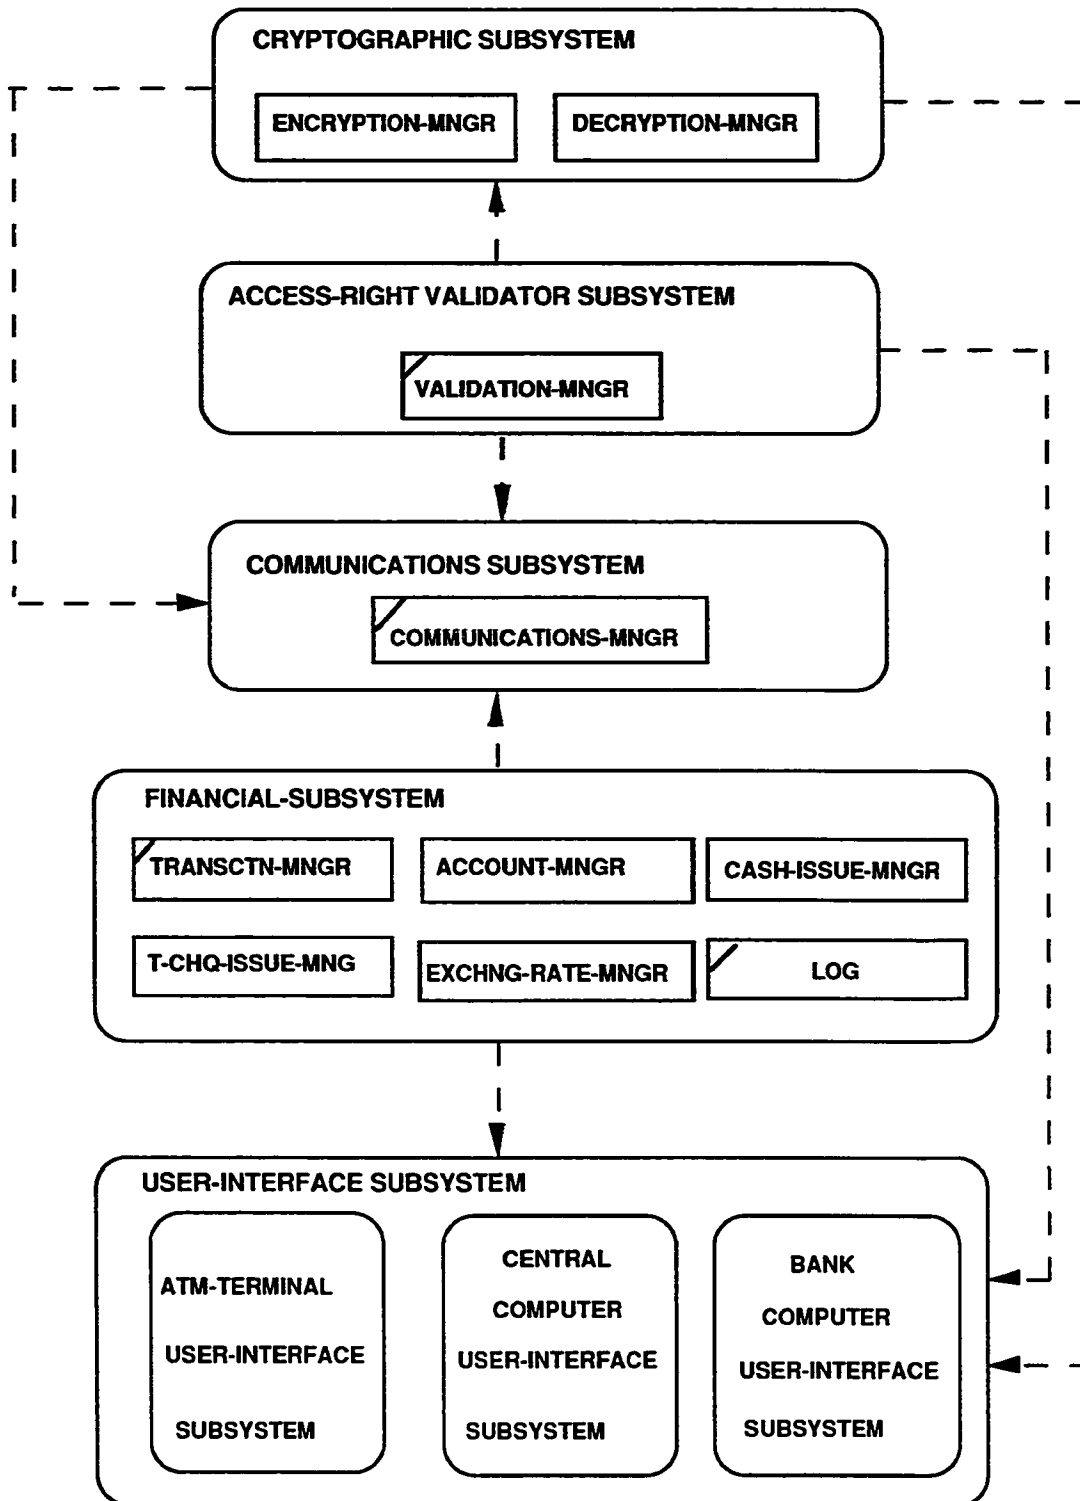 CRYPTOGRAPHIC SUBSYSTEM
ENCRYPTION-MNGR
DECRYPTION-MNGR
ACCESS-RIGHT VALIDATOR SUBSYSTEM
VALIDATION-MNGR
COMMUNICATIONS SUBSYSTEM
COMMUNICATIONS-MNGR
FINANCIAL-SUBSYSTEM
TRANSCTN-MNGR
ACCOUNT-MNGR
CASH-ISSUE-MNGR
T-CHQ-ISSUE-MNG
EXCHNG-RATE-MNGR
LOG
USER-INTERFACE SUBSYSTEM
ATM-TERMINAL
USER-INTERFACE
SUBSYSTEM
CENTRAL
COMPUTER
USER-INTERFACE
SUBSYSTEM
BANK
COMPUTER
USER-INTERFACE
SUBSYSTEM